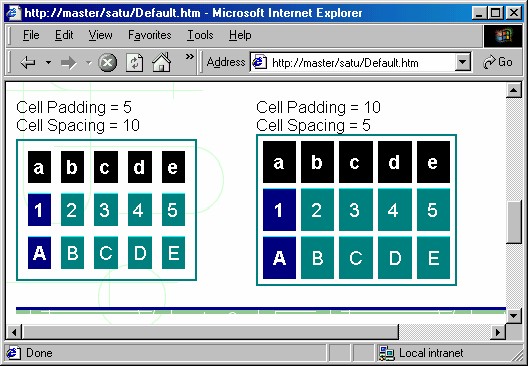 http://master/satu/Default.htm - Microsoft Internet Explorer
File Edit View Favorites Tools Help
» Address http://master/satu/Default.htm Go
Cell Padding = 5
Cell Spacing = 10
a b c d e
1 2 3 4 5
A B C D E
Cell Padding = 10
Cell Spacing = 5
a b c d e
1 2 3 4 5
A B C D E
Done Local intranet